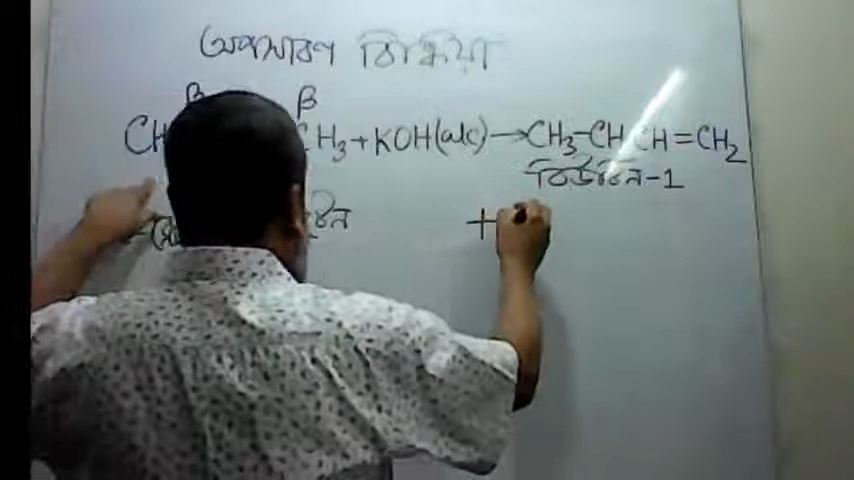 অপসারণ বিক্রিয়া
β β
CH CH₃ + KOH(alc) → CH₃-CH CH=CH₂
বিউটিন-1
+